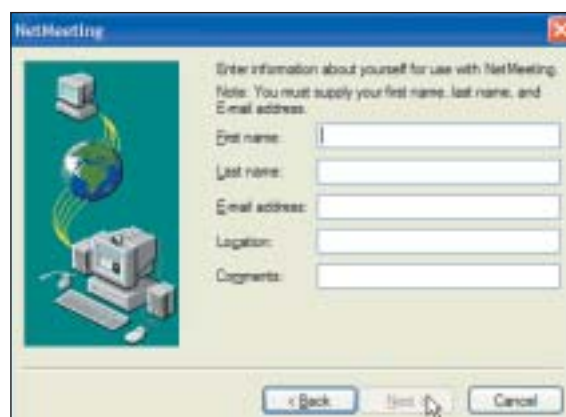 NetMeeting
Enter information about yourself for use with NetMeeting.
Note: You must supply your first name, last name, and
E-mail address.
First name:
Last name:
E-mail address:
Location:
Comments:
< Back Next > Cancel